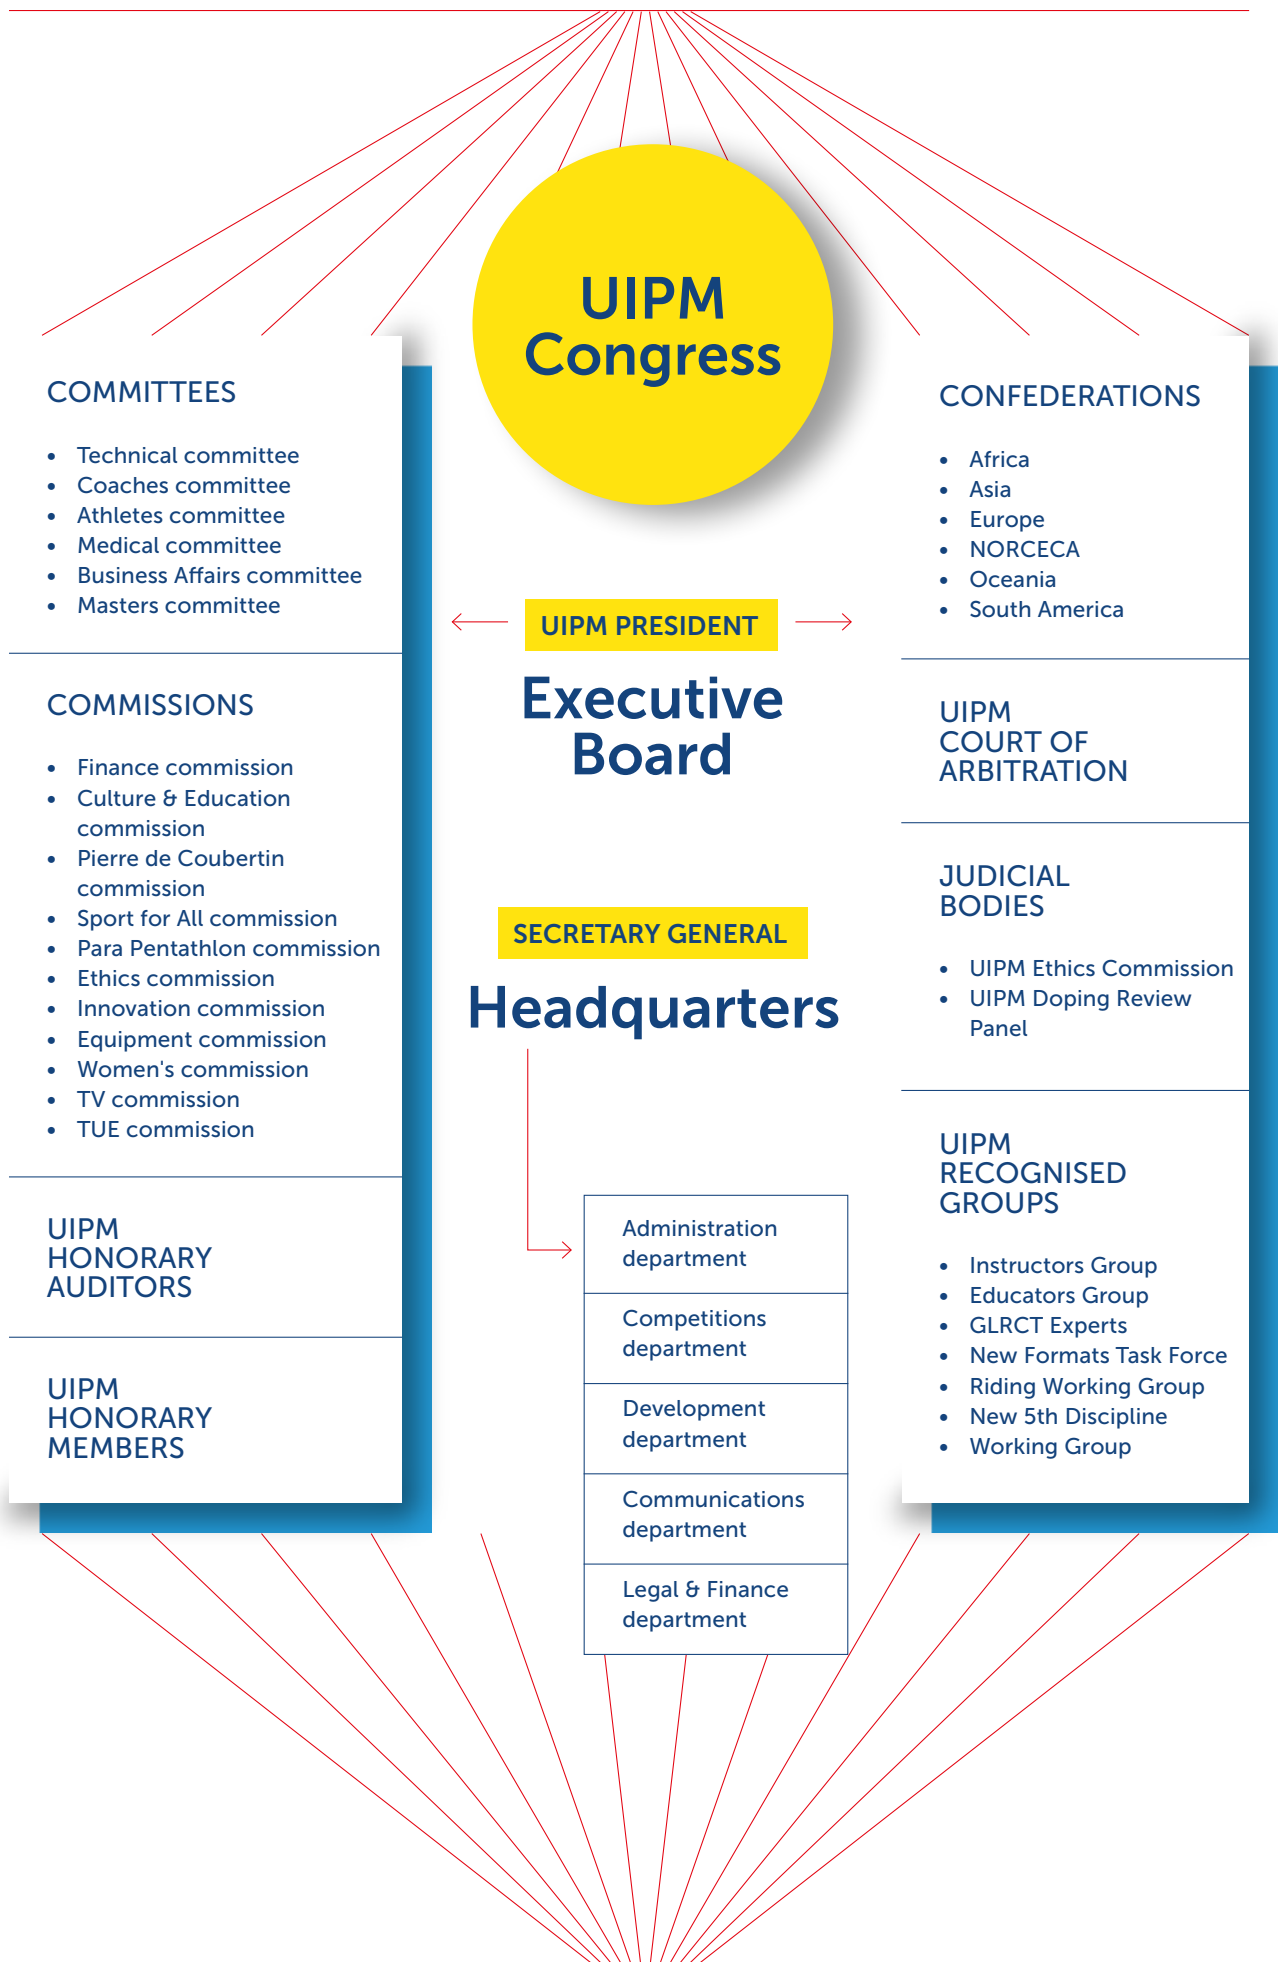 UIPM
Congress
COMMITTEES
• Technical committee
• Coaches committee
• Athletes committee
• Medical committee
• Business Affairs committee
• Masters committee
COMMISSIONS
• Finance commission
• Culture & Education
commission
• Pierre de Coubertin
commission
• Sport for All commission
• Para Pentathlon commission
• Ethics commission
• Innovation commission
• Equipment commission
• Women's commission
• TV commission
• TUE commission
UIPM
HONORARY
AUDITORS
UIPM
HONORARY
MEMBERS
UIPM PRESIDENT
Executive
Board
SECRETARY GENERAL
Headquarters
Administration
department
Competitions
department
Development
department
Communications
department
Legal & Finance
department
CONFEDERATIONS
• Africa
• Asia
• Europe
• NORCECA
• Oceania
• South America
UIPM
COURT OF
ARBITRATION
JUDICIAL
BODIES
• UIPM Ethics Commission
• UIPM Doping Review
Panel
UIPM
RECOGNISED
GROUPS
• Instructors Group
• Educators Group
• GLRCT Experts
• New Formats Task Force
• Riding Working Group
• New 5th Discipline
• Working Group